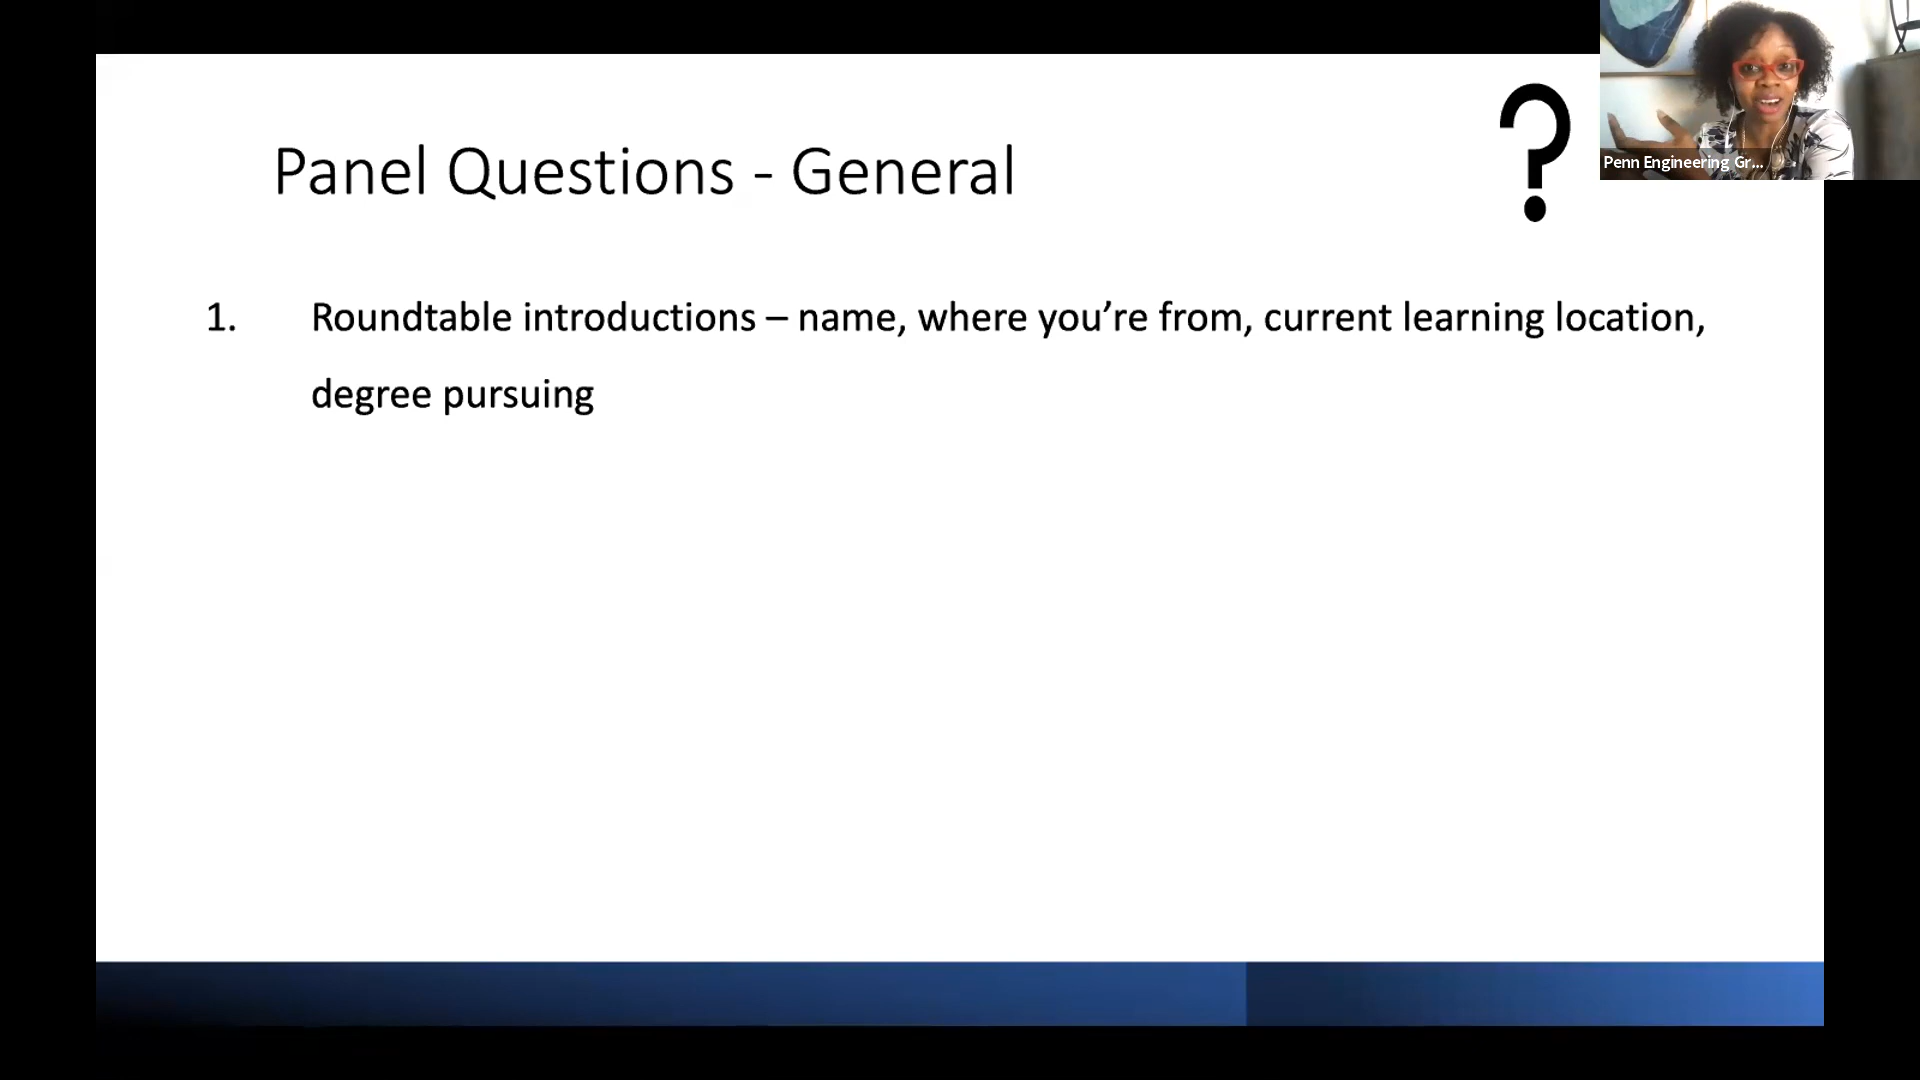 Panel Questions - General
?
1. Roundtable introductions – name, where you’re from, current learning location,
degree pursuing
Penn Engineering Gr...